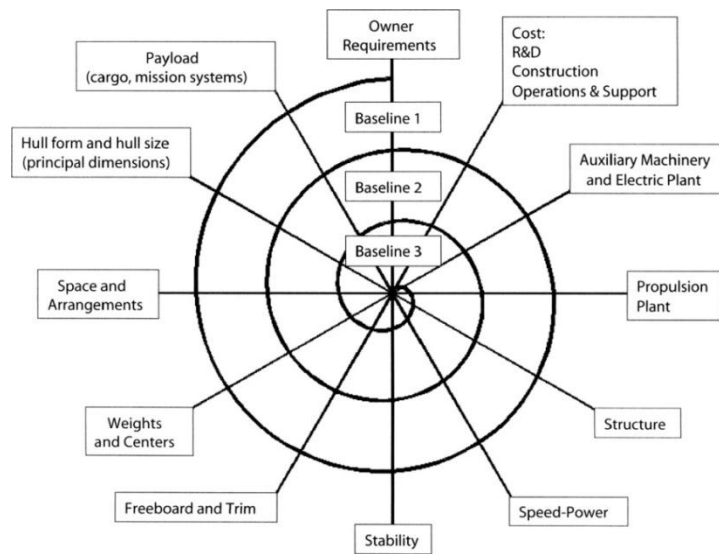 Owner
Requirements
Cost:
R&D
Construction
Operations & Support
Payload
(cargo, mission systems)
Baseline 1
Hull form and hull size
(principal dimensions)
Auxiliary Machinery
and Electric Plant
Baseline 2
Baseline 3
Space and
Arrangements
Propulsion
Plant
Weights
and Centers
Structure
Freeboard and Trim
Speed-Power
Stability